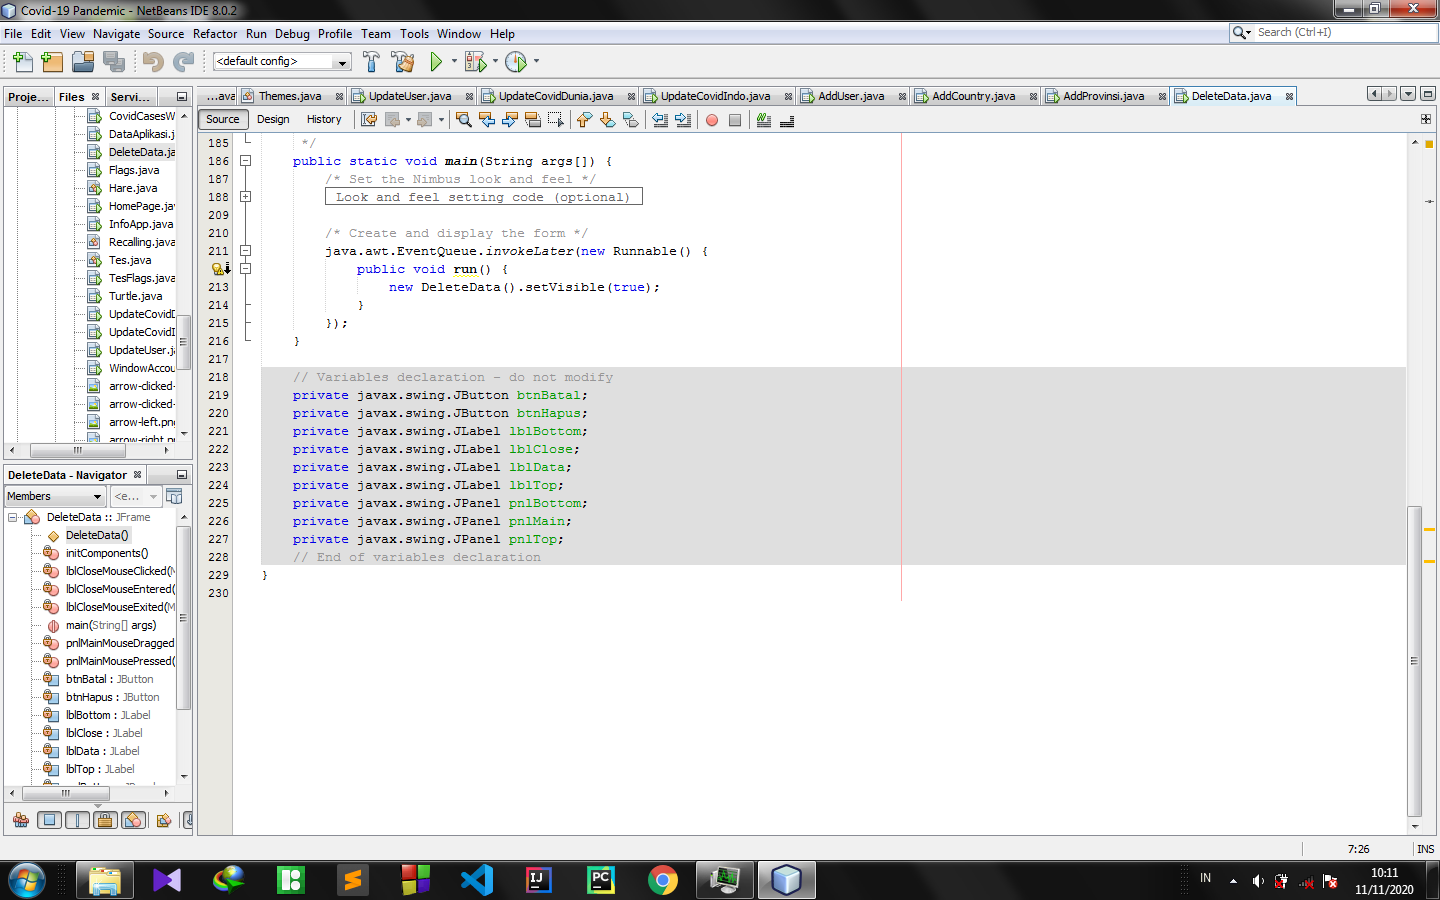 Covid-19 Pandemic - NetBeans IDE 8.0.2
File Edit View Navigate Source Refactor Run Debug Profile Team Tools Window Help
Search (Ctrl+I)
<default config>
Proje... Files Servi...
...ava Themes.java UpdateUser.java UpdateCovidDunia.java UpdateCovidIndo.java AddUser.java AddCountry.java AddProvinsi.java DeleteData.java
Source Design History
CovidCasesW
DataAplikasi.j
DeleteData.ja
Flags.java
Hare.java
HomePage.ja
InfoApp.java
Recalling.java
Tes.java
TesFlags.java
Turtle.java
UpdateCovidD
UpdateCovidI
UpdateUser.ja
WindowAccou
arrow-clicked-
arrow-clicked-
arrow-left.png
arrow-right.p
DeleteData - Navigator
Members <e...
DeleteData :: JFrame
DeleteData()
initComponents()
lblCloseMouseClicked(M
lblCloseMouseEntered(
lblCloseMouseExited(M
main(String[] args)
pnlMainMouseDragged
pnlMainMousePressed(
btnBatal : JButton
btnHapus : JButton
lblBottom : JLabel
lblClose : JLabel
lblData : JLabel
lblTop : JLabel
185 */
186 public static void main(String args[]) {
187 /* Set the Nimbus look and feel */
188 Look and feel setting code (optional)
209
210 /* Create and display the form */
211 java.awt.EventQueue.invokeLater(new Runnable() {
public void run() {
213 new DeleteData().setVisible(true);
214 }
215 });
216 }
217
218 // Variables declaration - do not modify
219 private javax.swing.JButton btnBatal;
220 private javax.swing.JButton btnHapus;
221 private javax.swing.JLabel lblBottom;
222 private javax.swing.JLabel lblClose;
223 private javax.swing.JLabel lblData;
224 private javax.swing.JLabel lblTop;
225 private javax.swing.JPanel pnlBottom;
226 private javax.swing.JPanel pnlMain;
227 private javax.swing.JPanel pnlTop;
228 // End of variables declaration
229 }
230
7:26 INS
IJ
PC
IN
10:11
11/11/2020